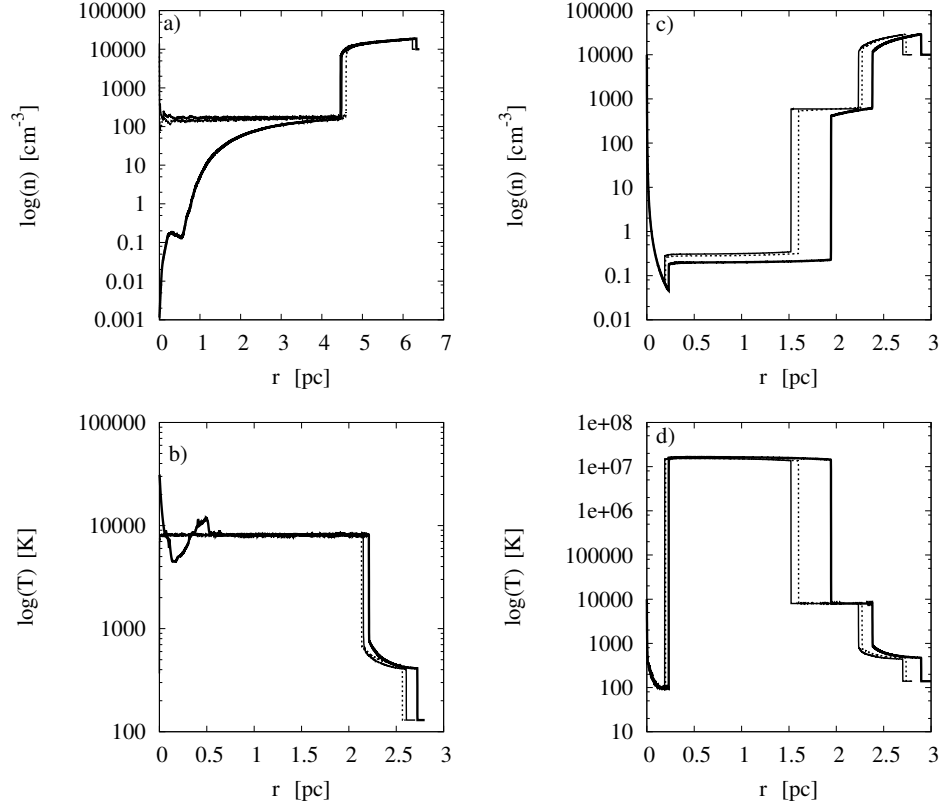 a)
100000
10000
1000
100
10
1
0.1
0.01
0.001
log(n) [cm⁻³]
0 1 2 3 4 5 6 7
r [pc]
c)
100000
10000
1000
100
10
1
0.1
0.01
log(n) [cm⁻³]
0 0.5 1 1.5 2 2.5 3
r [pc]
b)
100000
10000
1000
100
log(T) [K]
0 0.5 1 1.5 2 2.5 3
r [pc]
d)
1e+08
1e+07
1e+06
100000
10000
1000
100
10
log(T) [K]
0 0.5 1 1.5 2 2.5 3
r [pc]